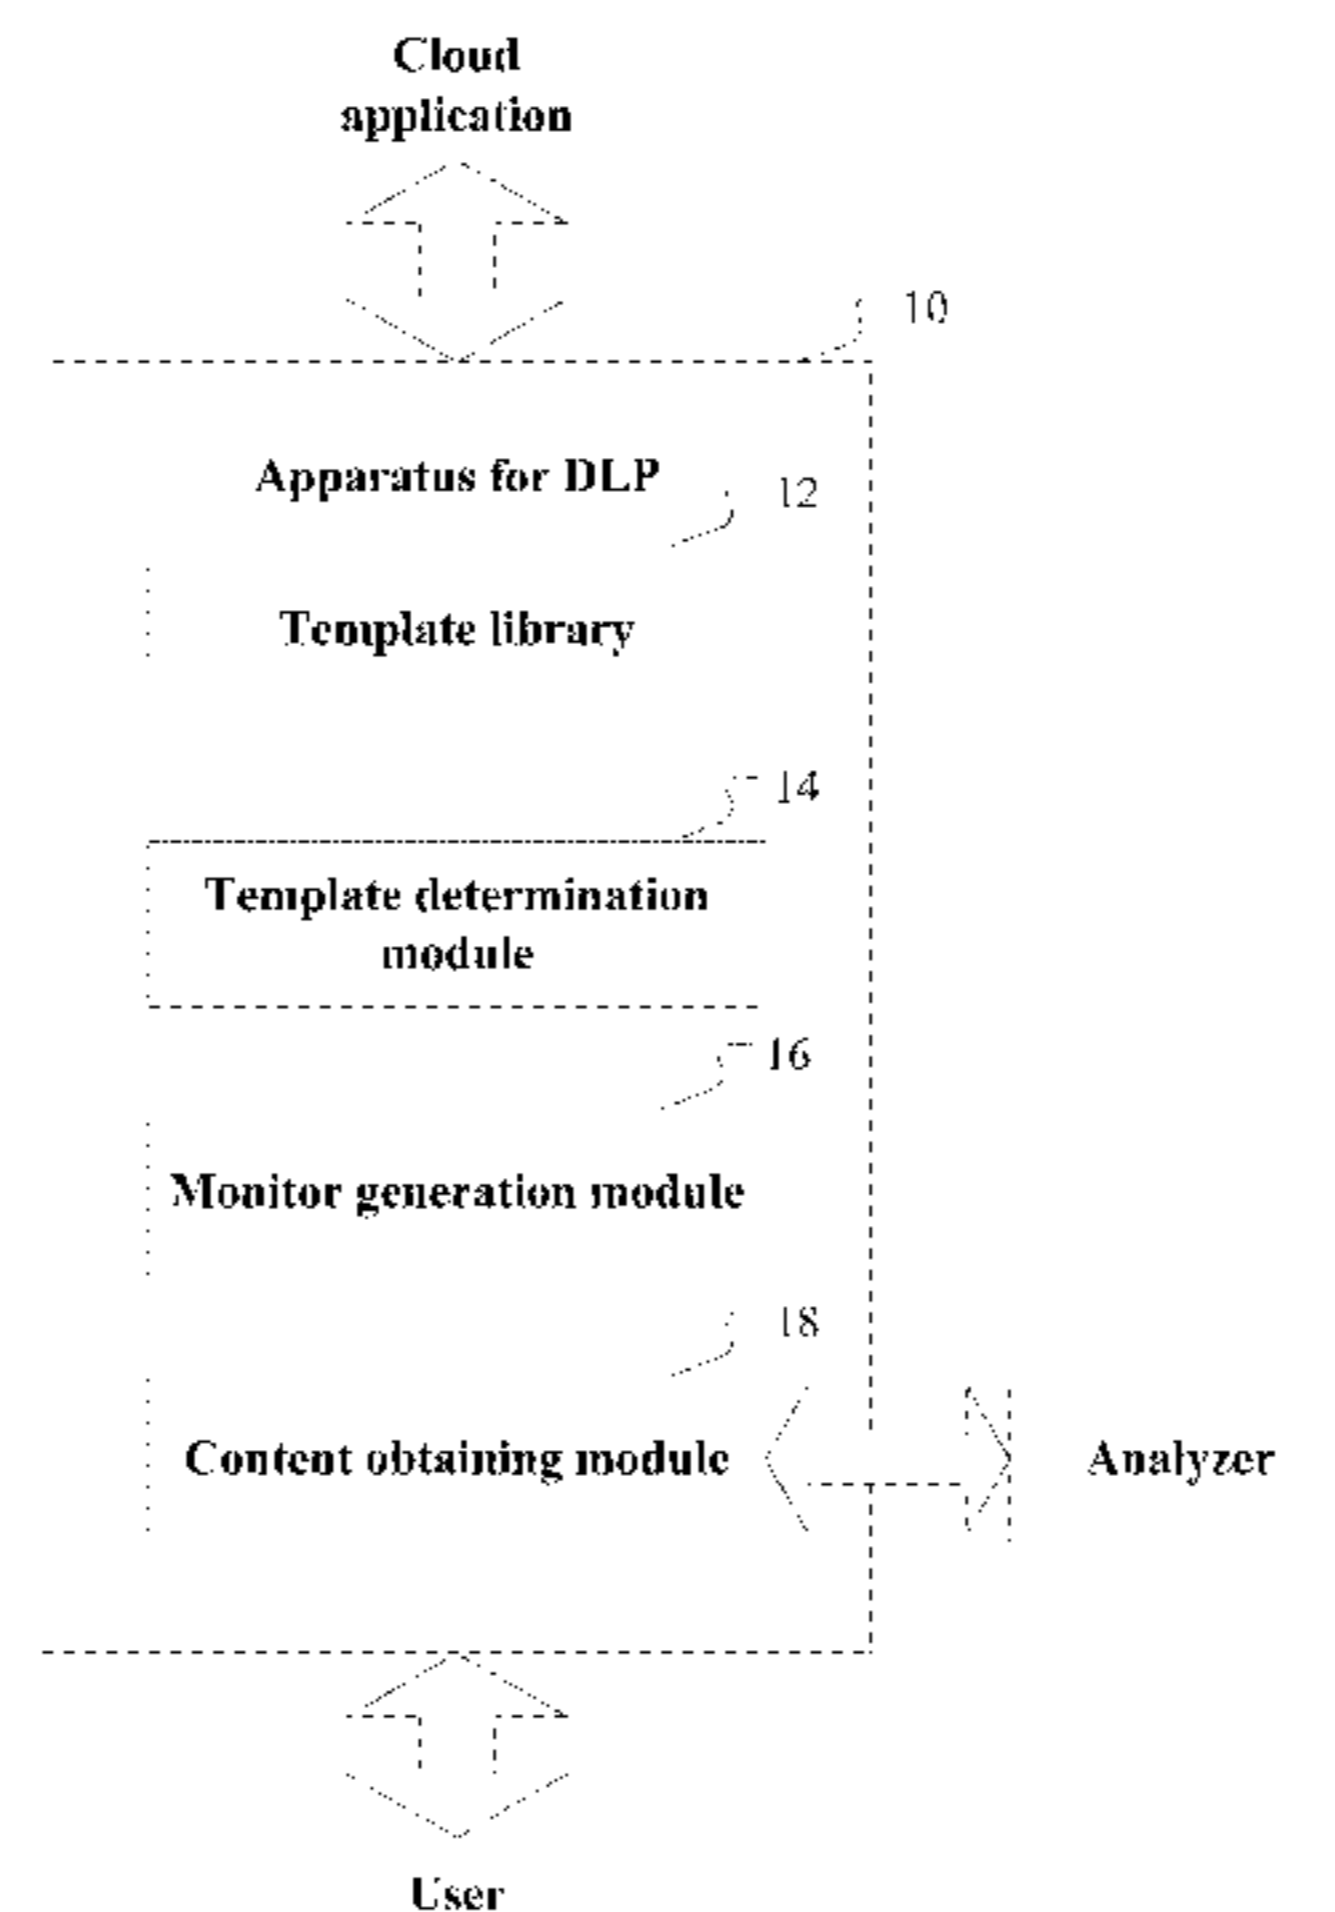 Cloud
application
10
Apparatus for DLP
12
Template library
14
Template determination
module
16
Monitor generation module
18
Content obtaining module
Analyzer
User